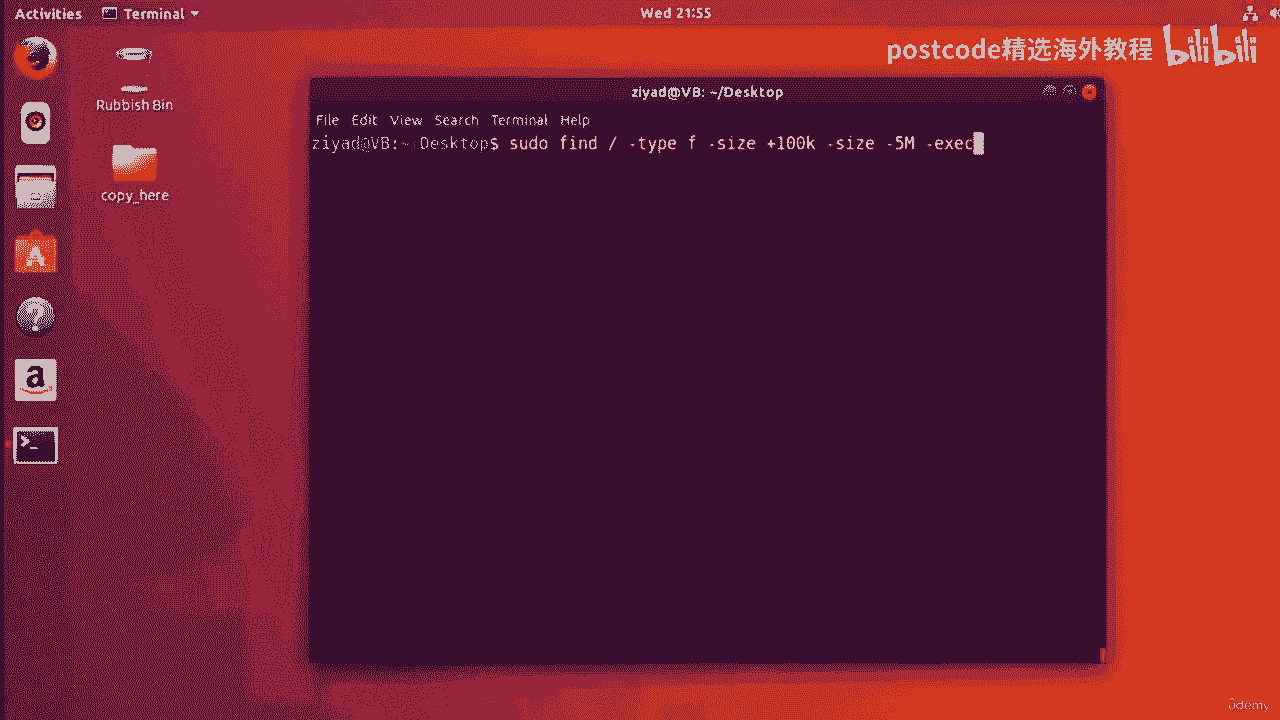 Activities Terminal Wed 21:55
postcode精选海外教程 bilibili
Rubbish Bin
ziyad@VB: ~/Desktop
File Edit View Search Terminal Help
ziyad@VB:~/Desktop$ sudo find / -type f -size +100k -size -5M -exec
copy_here
ûdemy